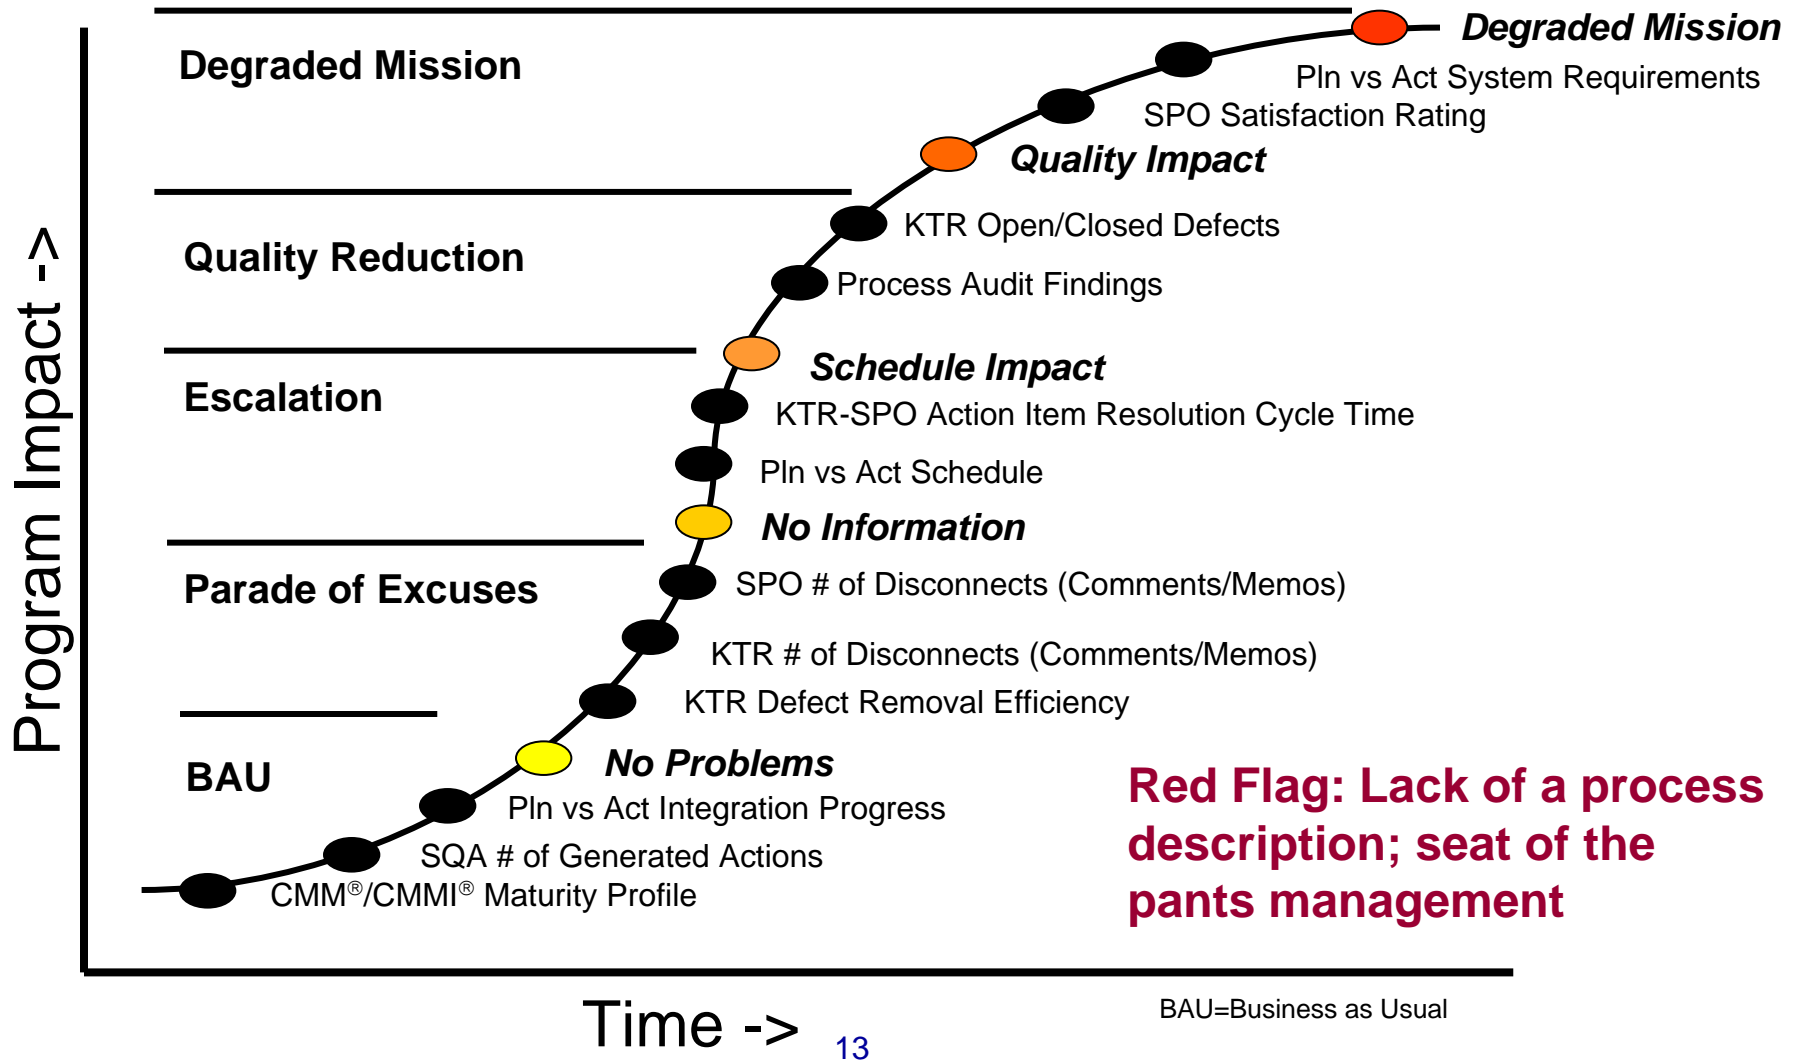 Degraded Mission
Degraded Mission
Pln vs Act System Requirements
SPO Satisfaction Rating
Quality Impact
Quality Reduction
KTR Open/Closed Defects
Process Audit Findings
Schedule Impact
Escalation
KTR-SPO Action Item Resolution Cycle Time
Pln vs Act Schedule
No Information
Parade of Excuses
SPO # of Disconnects (Comments/Memos)
KTR # of Disconnects (Comments/Memos)
KTR Defect Removal Efficiency
BAU
No Problems
Pln vs Act Integration Progress
SQA # of Generated Actions
CMM®/CMMI® Maturity Profile
Red Flag: Lack of a process
description; seat of the
pants management
Program Impact ->
Time ->
BAU=Business as Usual
13